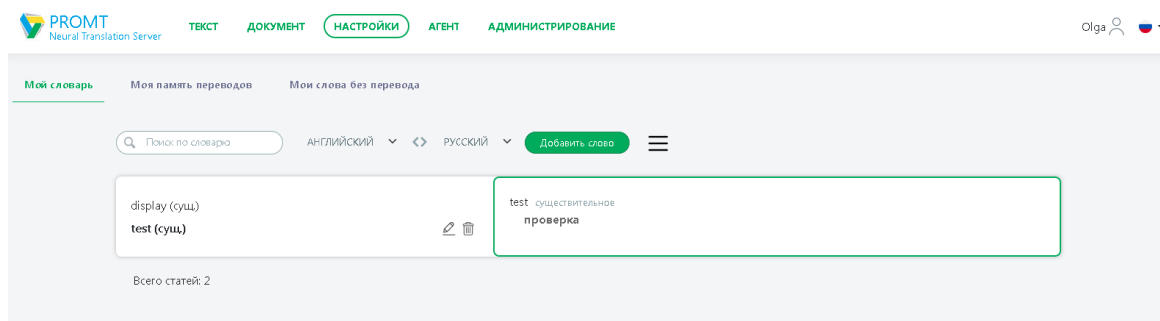 PROMT
Neural Translation Server
ТЕКСТ ДОКУМЕНТ НАСТРОЙКИ АГЕНТ АДМИНИСТРИРОВАНИЕ
Olga
Мой словарь Моя память переводов Мои слова без перевода
Поиск по словарю АНГЛИЙСКИЙ РУССКИЙ Добавить слово
display (сущ.)
test (сущ.)
test существительное
проверка
Всего статей: 2